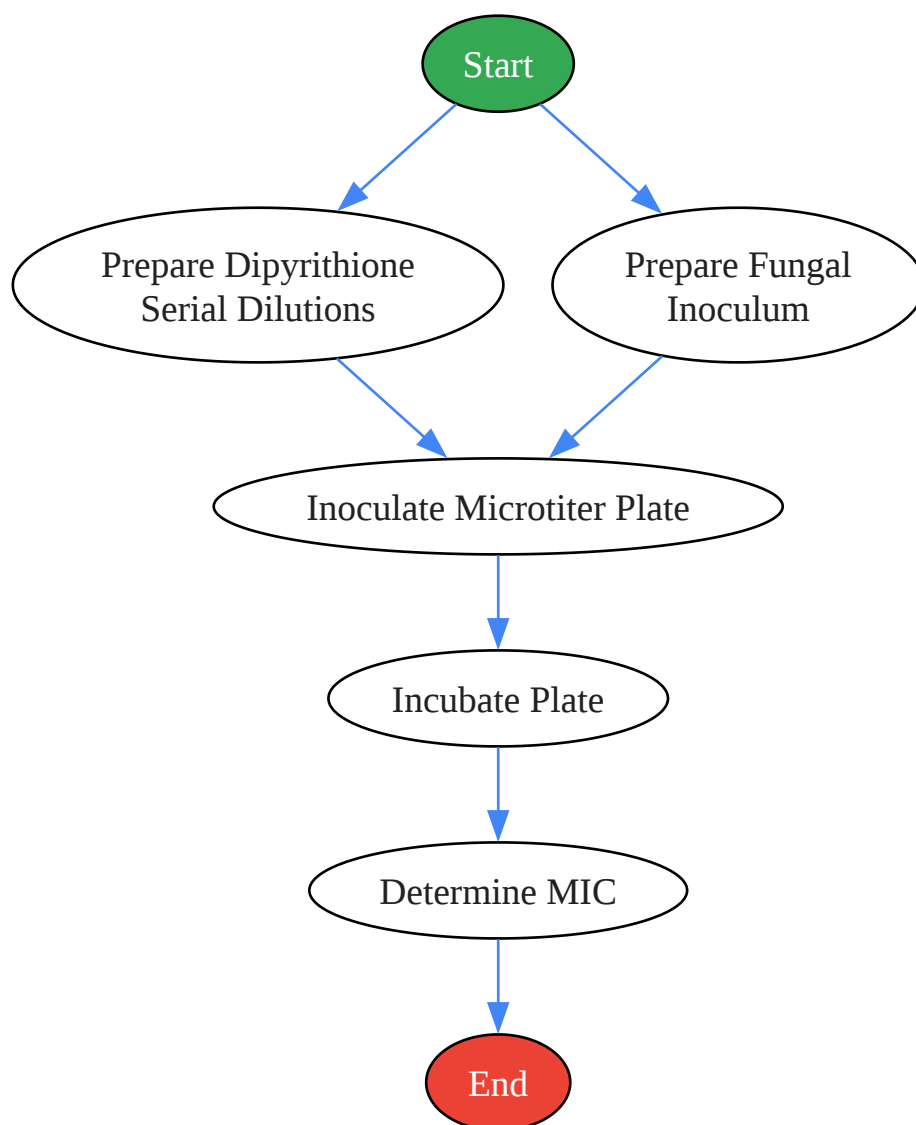 Start
Prepare Dipyrithione
Serial Dilutions
Prepare Fungal
Inoculum
Inoculate Microtiter Plate
Incubate Plate
Determine MIC
End